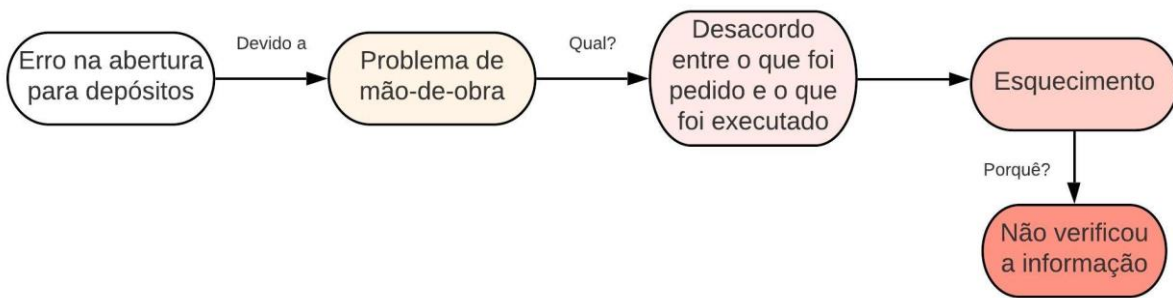 Erro na abertura
para depósitos
Devido a
Problema de
mão-de-obra
Qual?
Desacordo
entre o que foi
pedido e o que
foi executado
Esquecimento
Porquê?
Não verificou
a informação